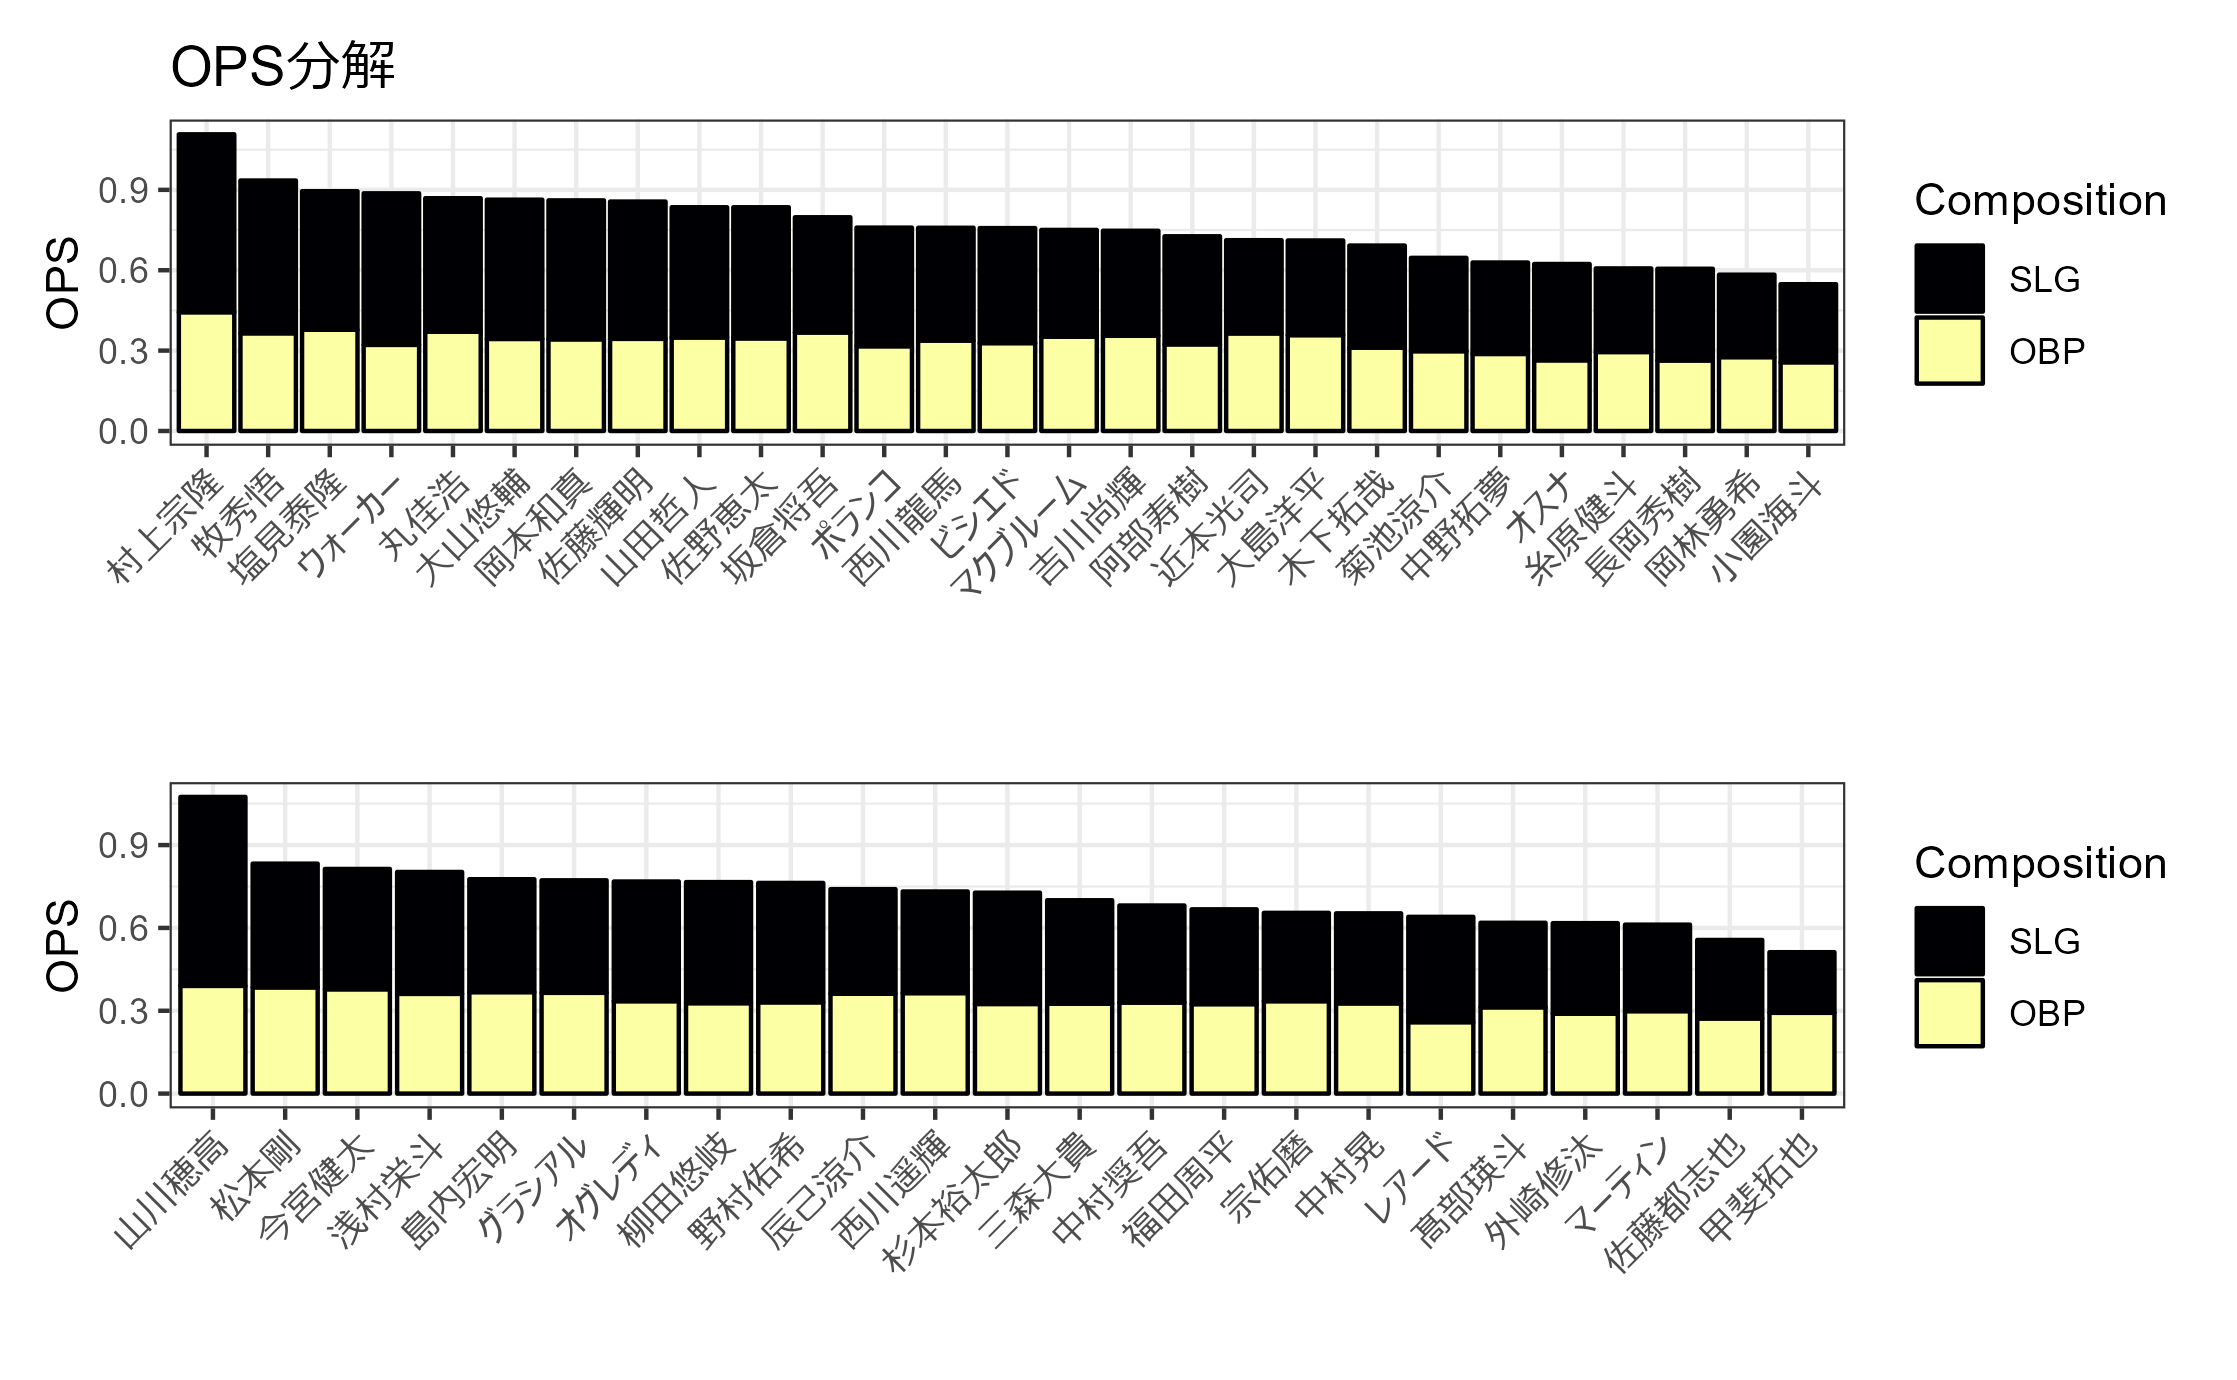 OPS分解
OPS
0.9
0.6
0.3
0.0
村上宗隆
牧秀悟
塩見泰隆
ウォーカー
丸佳浩
大山悠輔
岡本和真
佐藤輝明
山田哲人
佐野恵太
坂倉将吾
ポランコ
西川龍馬
ビシエド
マクブルーム
吉川尚輝
阿部寿樹
近本光司
大島洋平
木下拓哉
菊池涼介
中野拓夢
オスナ
糸原健斗
長岡秀樹
岡林勇希
小園海斗
Composition
SLG
OBP
OPS
0.9
0.6
0.3
0.0
山川穂高
松本剛
今宮健太
浅村栄斗
島内宏明
グラシアル
オグレディ
柳田悠岐
野村佑希
辰己涼介
西川遥輝
杉本裕太郎
三森大貴
中村奨吾
福田周平
宗佑磨
中村晃
レアード
髙部瑛斗
外崎修汰
マーティン
佐藤都志也
甲斐拓也
Composition
SLG
OBP